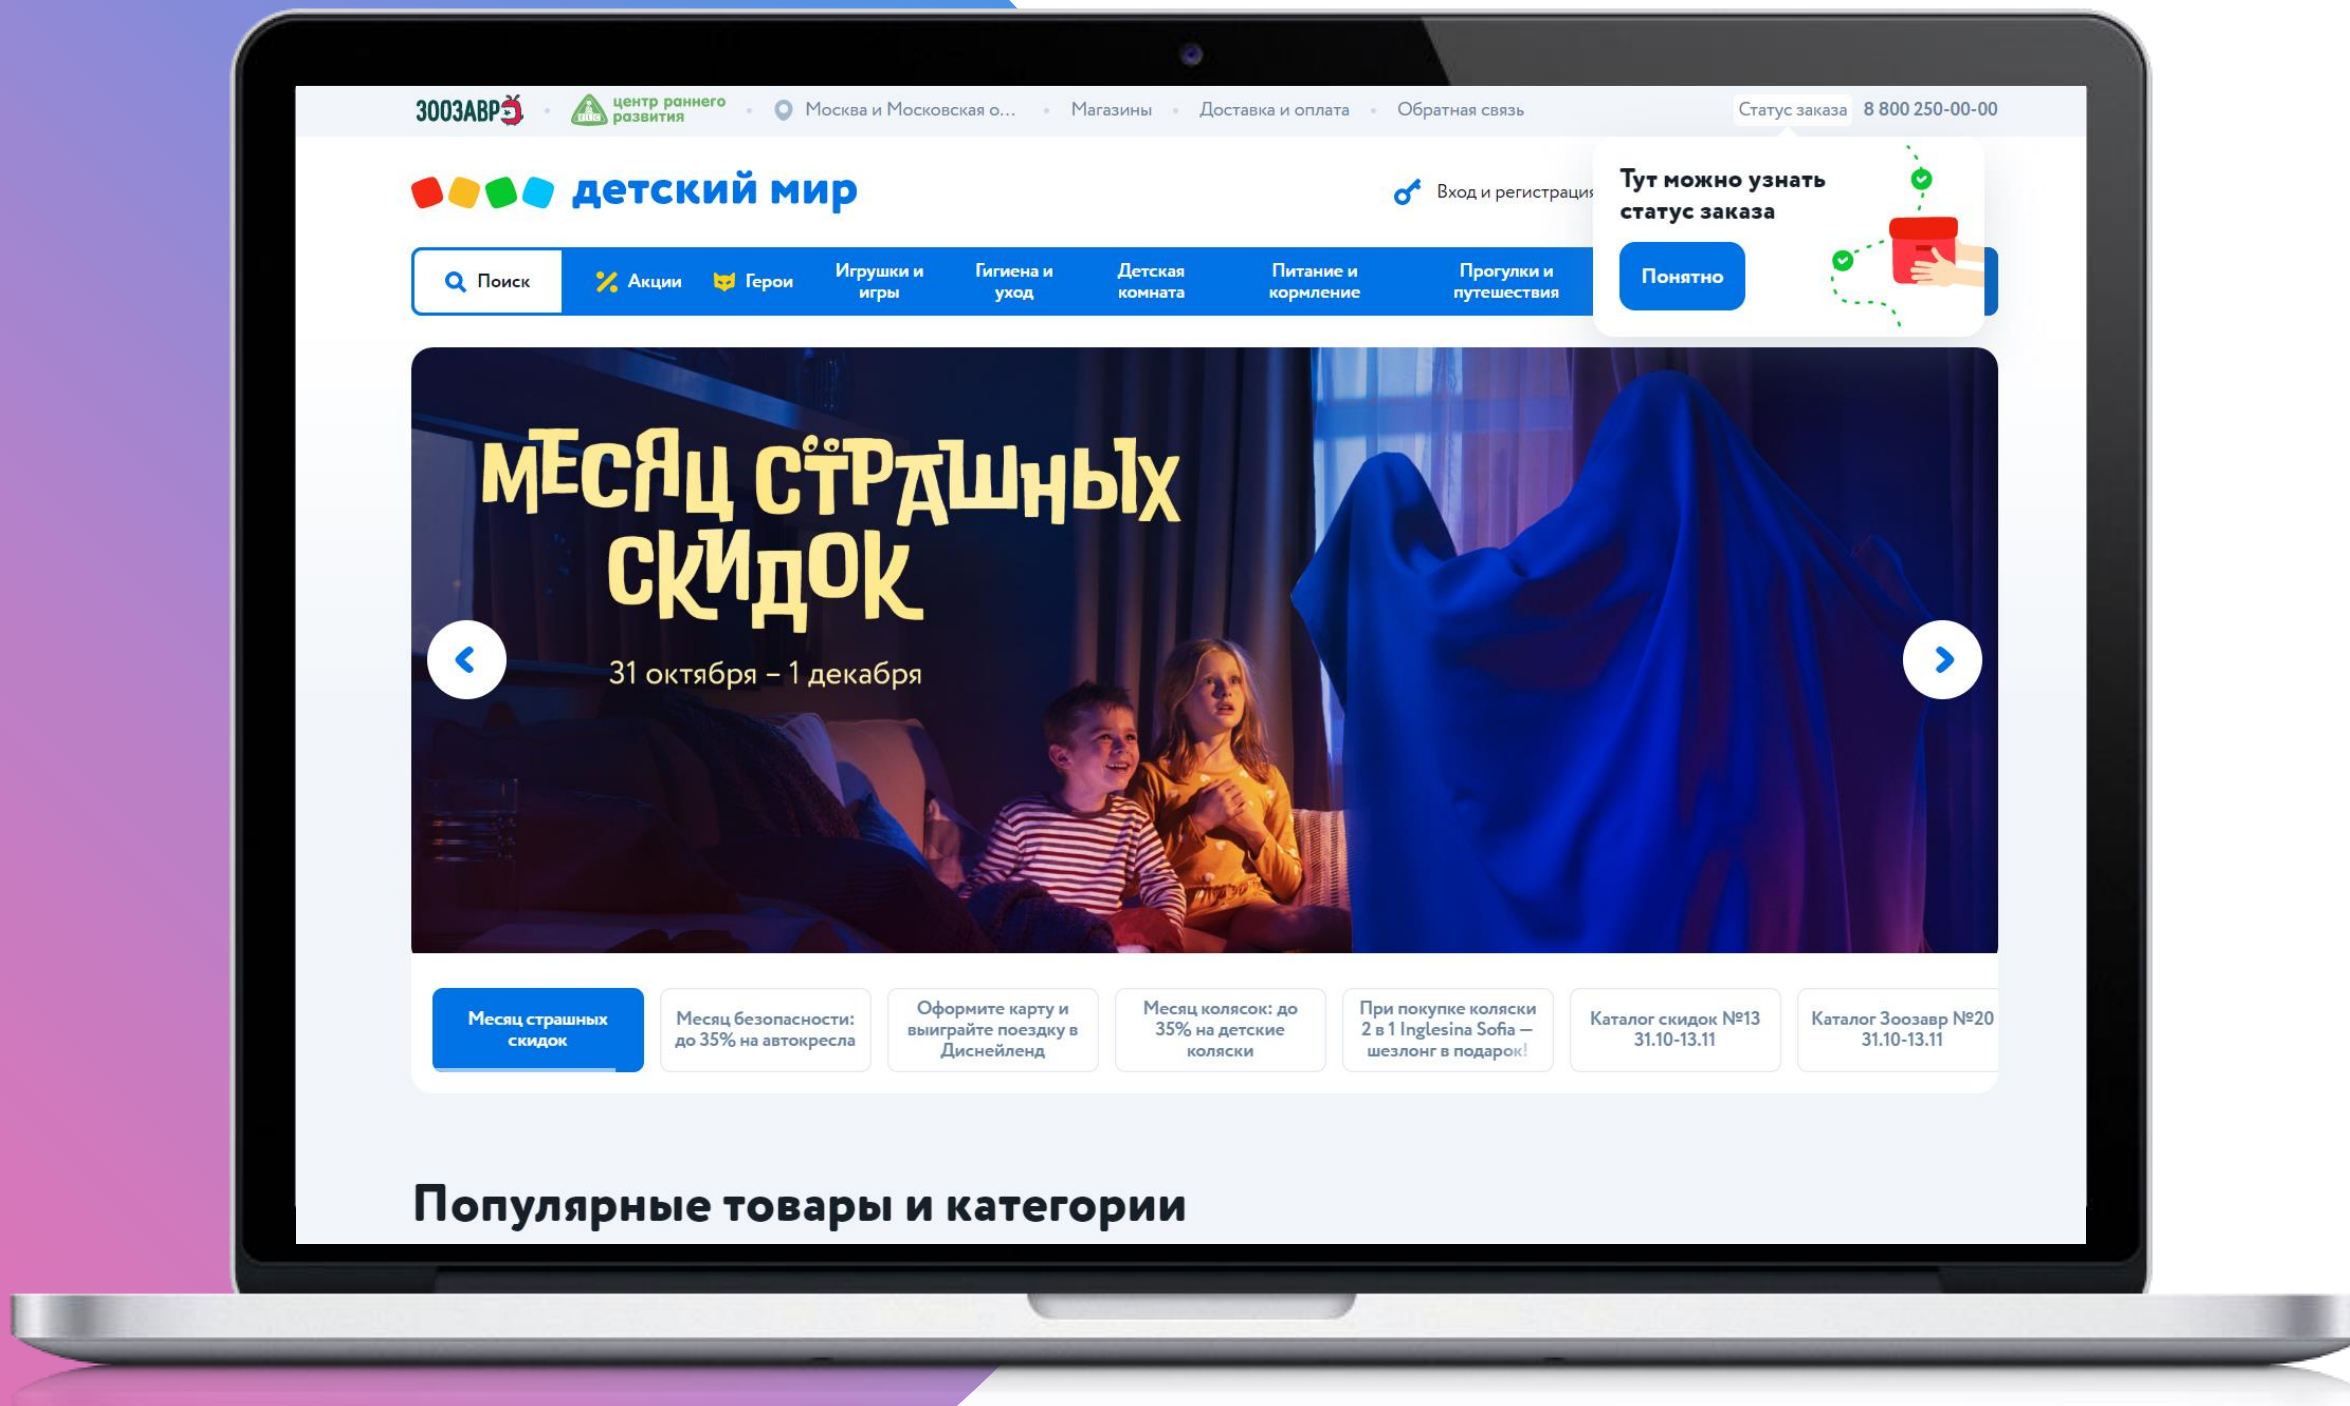 ЗООЗАВР
центр раннего
развития
Москва и Московская о...
Магазины
Доставка и оплата
Обратная связь
Статус заказа
8 800 250-00-00
детский мир
Вход и регистрация
Тут можно узнать
статус заказа
Понятно
Поиск
Акции
Герои
Игрушки и
игры
Гигиена и
уход
Детская
комната
Питание и
кормление
Прогулки и
путешествия
МЕСЯЦ СТРАШНЫХ
СКИДОК
31 октября – 1 декабря
Месяц страшных
скидок
Месяц безопасности:
до 35% на автокресла
Оформите карту и
выиграйте поездку в
Диснейленд
Месяц колясок: до
35% на детские
коляски
При покупке коляски
2 в 1 Inglesina Sofia —
шезлонг в подарок!
Каталог скидок №13
31.10-13.11
Каталог Зоозавр №20
31.10-13.11
Популярные товары и категории